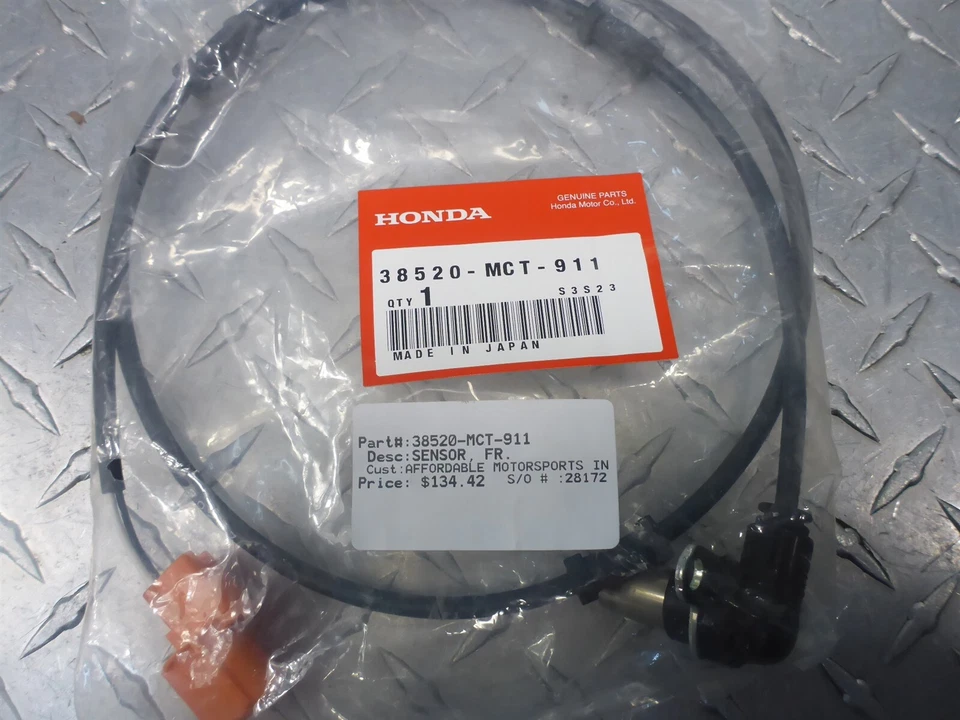 HONDA
GENUINE PARTS
Honda Motor Co., Ltd.
38520-MCT-911
QTY 1 S3S23
MADE IN JAPAN
Part#:38520-MCT-911
Desc:SENSOR, FR.
Cust:AFFORDABLE MOTORSPORTS IN
Price: $134.42 S/O # :28172